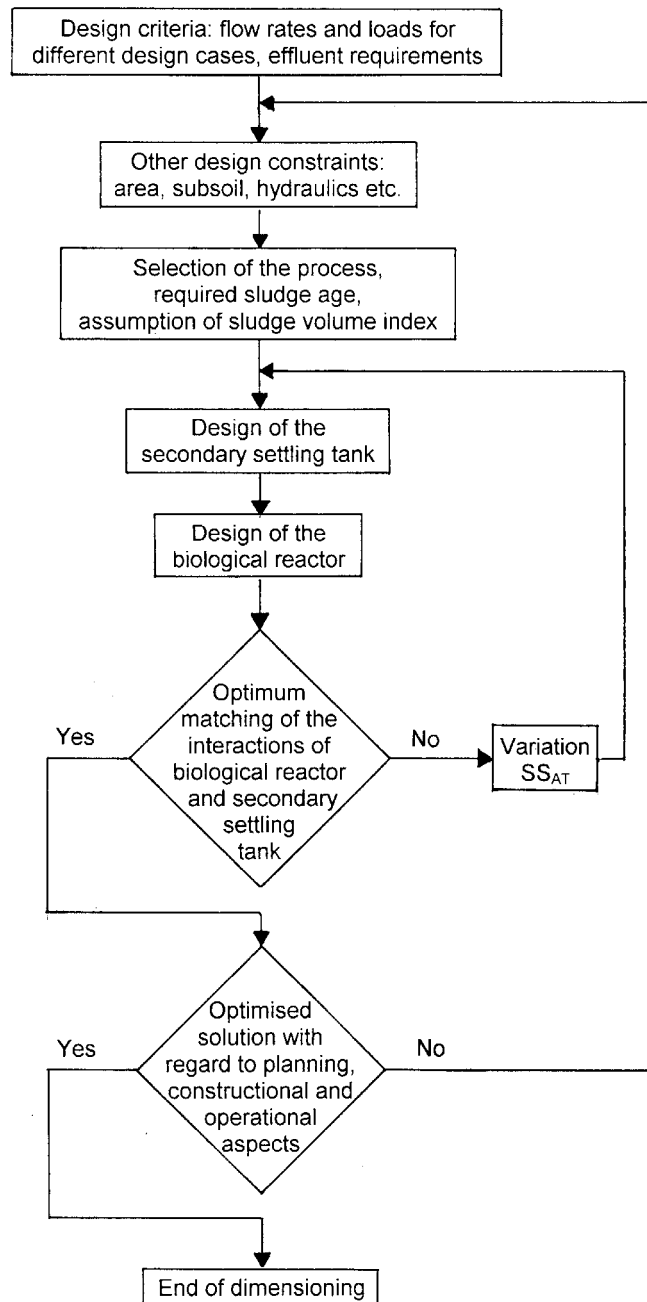 Design criteria: flow rates and loads for
different design cases, effluent requirements
Other design constraints:
area, subsoil, hydraulics etc.
Selection of the process,
required sludge age,
assumption of sludge volume index
Design of the
secondary settling tank
Design of the
biological reactor
Optimum
matching of the
interactions of
biological reactor
and secondary
settling
tank
Yes
No
Variation
SS_AT
Optimised
solution with
regard to planning,
constructional and
operational
aspects
Yes
No
End of dimensioning